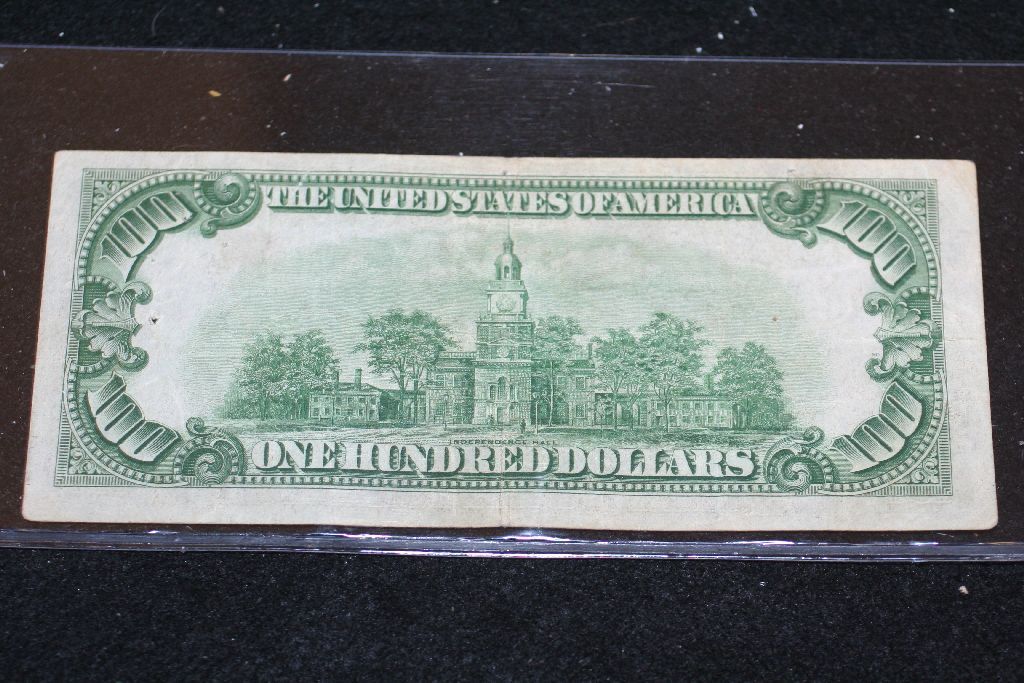 100 THE UNITED STATES OF AMERICA 100
INDEPENDENCE HALL
100 ONE HUNDRED DOLLARS 100